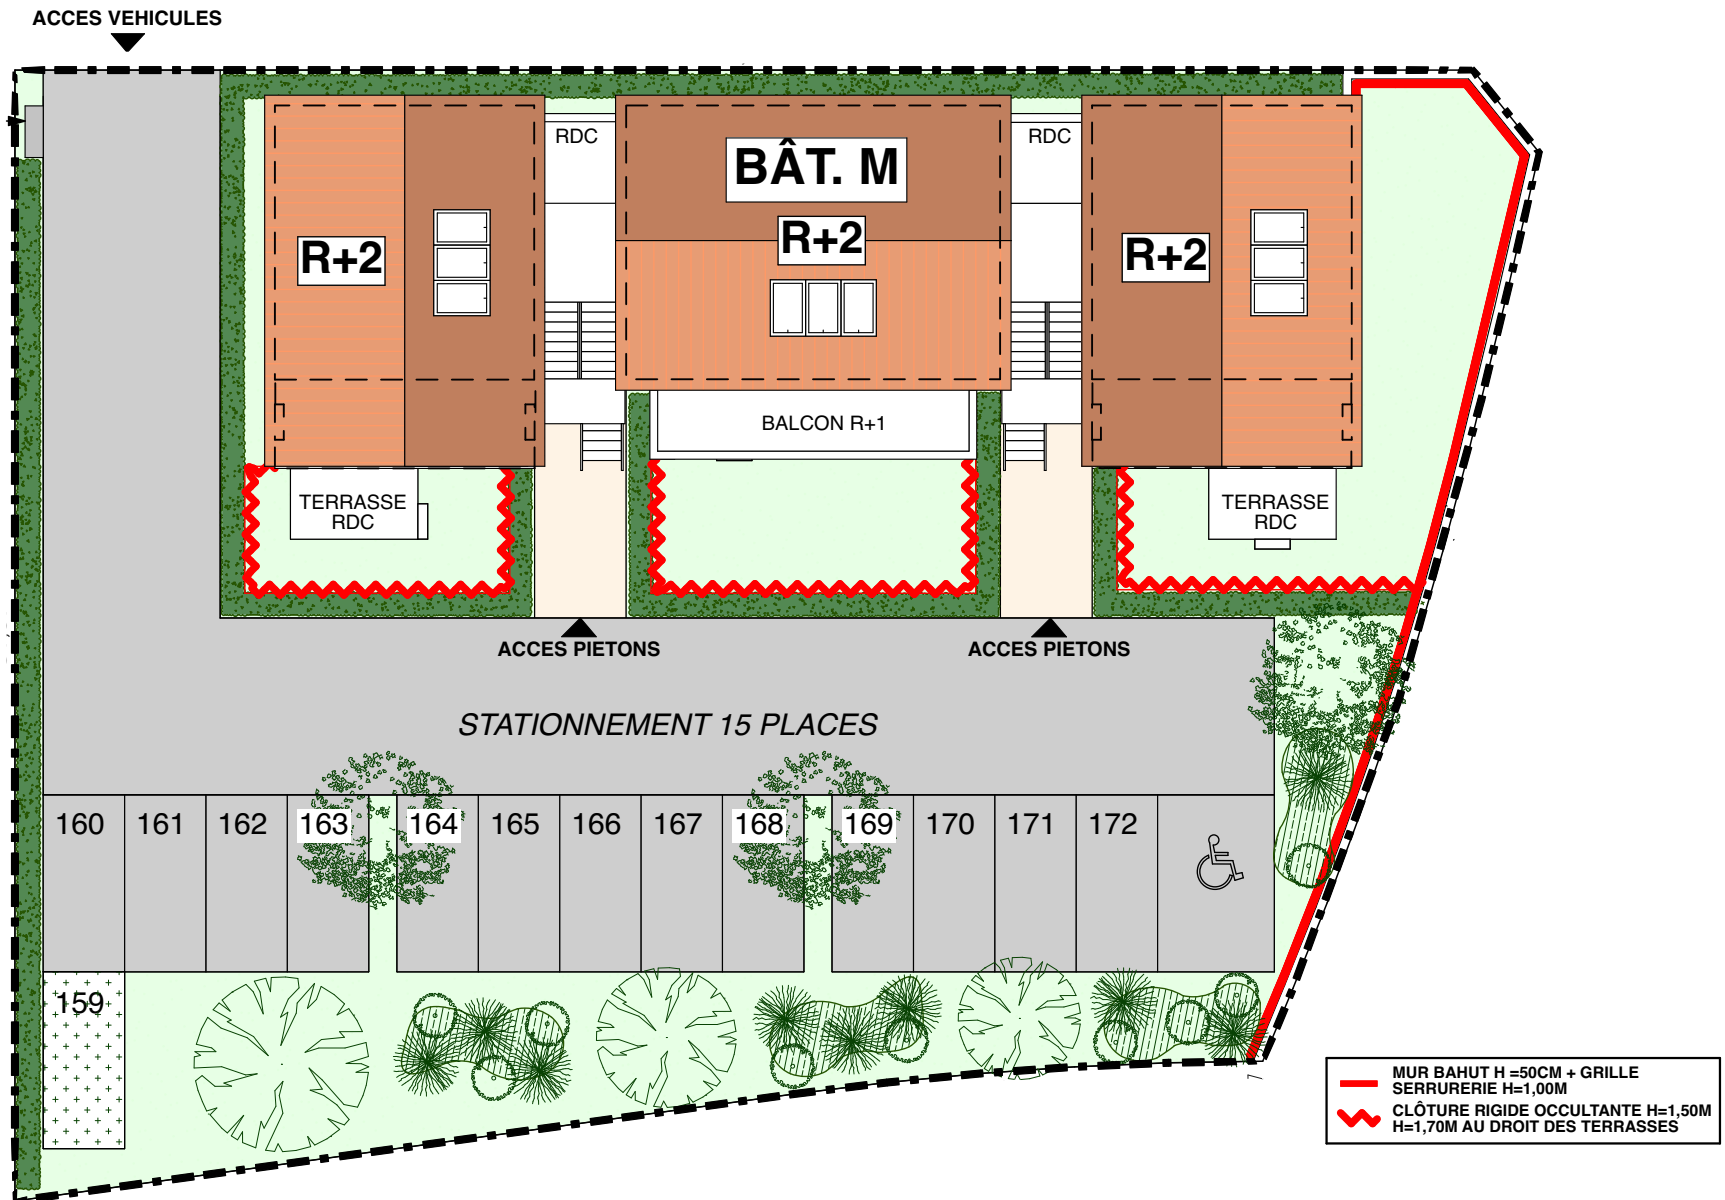 ACCES VEHICULES
RDC
RDC
BÂT. M
R+2
R+2
R+2
BALCON R+1
TERRASSE
RDC
TERRASSE
RDC
ACCES PIETONS
ACCES PIETONS
STATIONNEMENT 15 PLACES
160
161
162
163
164
165
166
167
168
169
170
171
172
159
MUR BAHUT H =50CM + GRILLE
SERRURERIE H=1,00M
CLÔTURE RIGIDE OCCULTANTE H=1,50M
H=1,70M AU DROIT DES TERRASSES